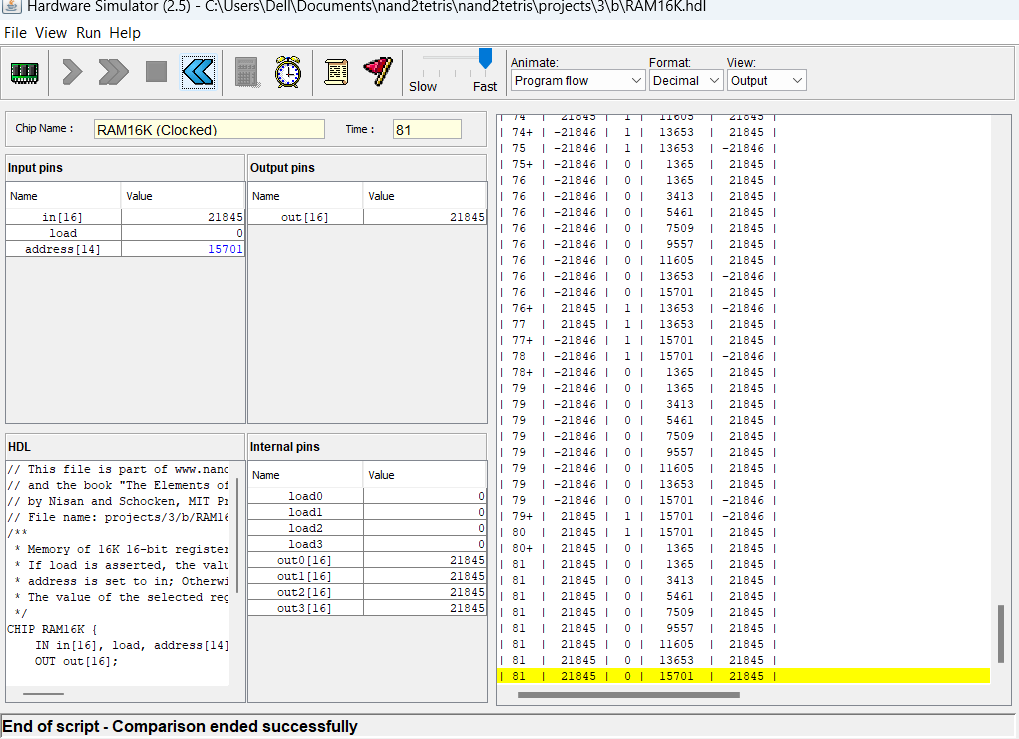 Hardware Simulator (2.5) - C:\Users\Dell\Documents\nand2tetris\nand2tetris\projects\3\b\RAM16K.hdl
File View Run Help
Slow Fast
Animate: Format: View:
Program flow Decimal Output
Chip Name : RAM16K (Clocked) Time : 81
Input pins
Name Value
in[16] 21845
load 0
address[14] 15701
Output pins
Name Value
out[16] 21845
HDL
// This file is part of www.nand
// and the book "The Elements of
// by Nisan and Schocken, MIT Pr
// File name: projects/3/b/RAM16
/**
* Memory of 16K 16-bit register
* If load is asserted, the valu
* address is set to in; Otherwi
* The value of the selected reg
*/
CHIP RAM16K {
IN in[16], load, address[14]
OUT out[16];
Internal pins
Name Value
load0 0
load1 0
load2 0
load3 0
out0[16] 21845
out1[16] 21845
out2[16] 21845
out3[16] 21845
| 74 | 21845 | 1 | 11605 | 21845 |
| 74+ | -21846 | 1 | 13653 | 21845 |
| 75 | -21846 | 1 | 13653 | -21846 |
| 75+ | -21846 | 0 | 1365 | 21845 |
| 76 | -21846 | 0 | 1365 | 21845 |
| 76 | -21846 | 0 | 3413 | 21845 |
| 76 | -21846 | 0 | 5461 | 21845 |
| 76 | -21846 | 0 | 7509 | 21845 |
| 76 | -21846 | 0 | 9557 | 21845 |
| 76 | -21846 | 0 | 11605 | 21845 |
| 76 | -21846 | 0 | 13653 | -21846 |
| 76 | -21846 | 0 | 15701 | 21845 |
| 76+ | 21845 | 1 | 13653 | -21846 |
| 77 | 21845 | 1 | 13653 | 21845 |
| 77+ | -21846 | 1 | 15701 | 21845 |
| 78 | -21846 | 1 | 15701 | -21846 |
| 78+ | -21846 | 0 | 1365 | 21845 |
| 79 | -21846 | 0 | 1365 | 21845 |
| 79 | -21846 | 0 | 3413 | 21845 |
| 79 | -21846 | 0 | 5461 | 21845 |
| 79 | -21846 | 0 | 7509 | 21845 |
| 79 | -21846 | 0 | 9557 | 21845 |
| 79 | -21846 | 0 | 11605 | 21845 |
| 79 | -21846 | 0 | 13653 | 21845 |
| 79 | -21846 | 0 | 15701 | -21846 |
| 79+ | 21845 | 1 | 15701 | -21846 |
| 80 | 21845 | 1 | 15701 | 21845 |
| 80+ | 21845 | 0 | 1365 | 21845 |
| 81 | 21845 | 0 | 1365 | 21845 |
| 81 | 21845 | 0 | 3413 | 21845 |
| 81 | 21845 | 0 | 5461 | 21845 |
| 81 | 21845 | 0 | 7509 | 21845 |
| 81 | 21845 | 0 | 9557 | 21845 |
| 81 | 21845 | 0 | 11605 | 21845 |
| 81 | 21845 | 0 | 13653 | 21845 |
| 81 | 21845 | 0 | 15701 | 21845 |
End of script - Comparison ended successfully